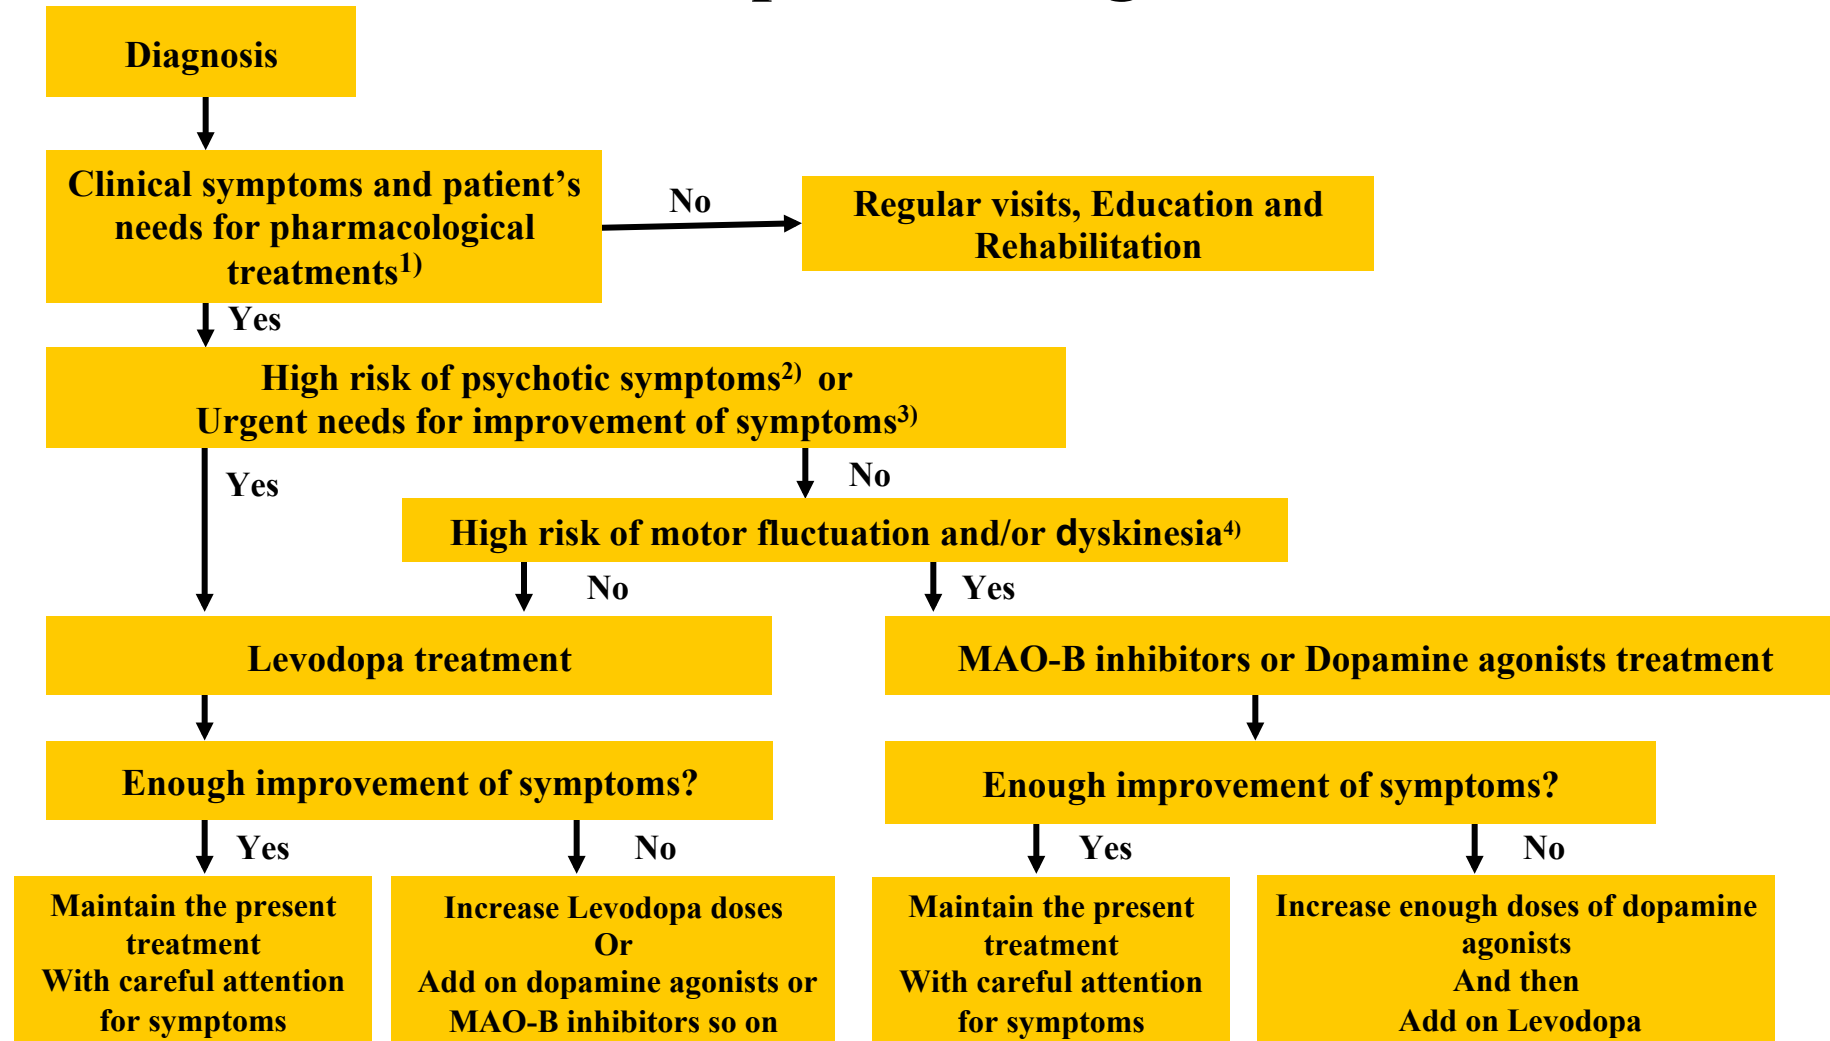 Diagnosis
Clinical symptoms and patient's
needs for pharmacological
treatments1)
No
Regular visits, Education and
Rehabilitation
Yes
High risk of psychotic symptoms2) or
Urgent needs for improvement of symptoms3)
Yes
No
High risk of motor fluctuation and/or dyskinesia4)
No
Yes
Levodopa treatment
MAO-B inhibitors or Dopamine agonists treatment
Enough improvement of symptoms?
Enough improvement of symptoms?
Yes
No
Yes
No
Maintain the present
treatment
With careful attention
for symptoms
Increase Levodopa doses
Or
Add on dopamine agonists or
MAO-B inhibitors so on
Maintain the present
treatment
With careful attention
for symptoms
Increase enough doses of dopamine
agonists
And then
Add on Levodopa